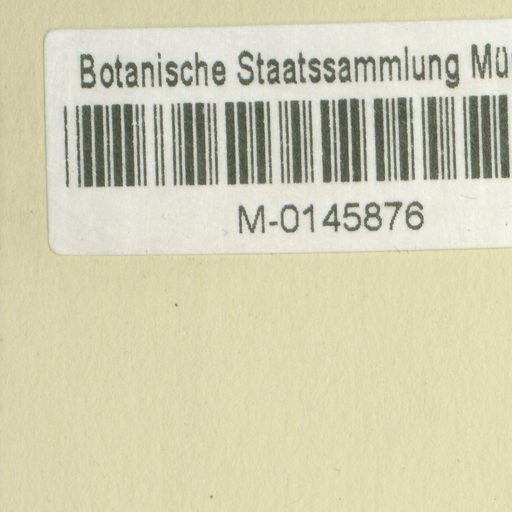 Botanische Staatssammlung Mü
M-0145876